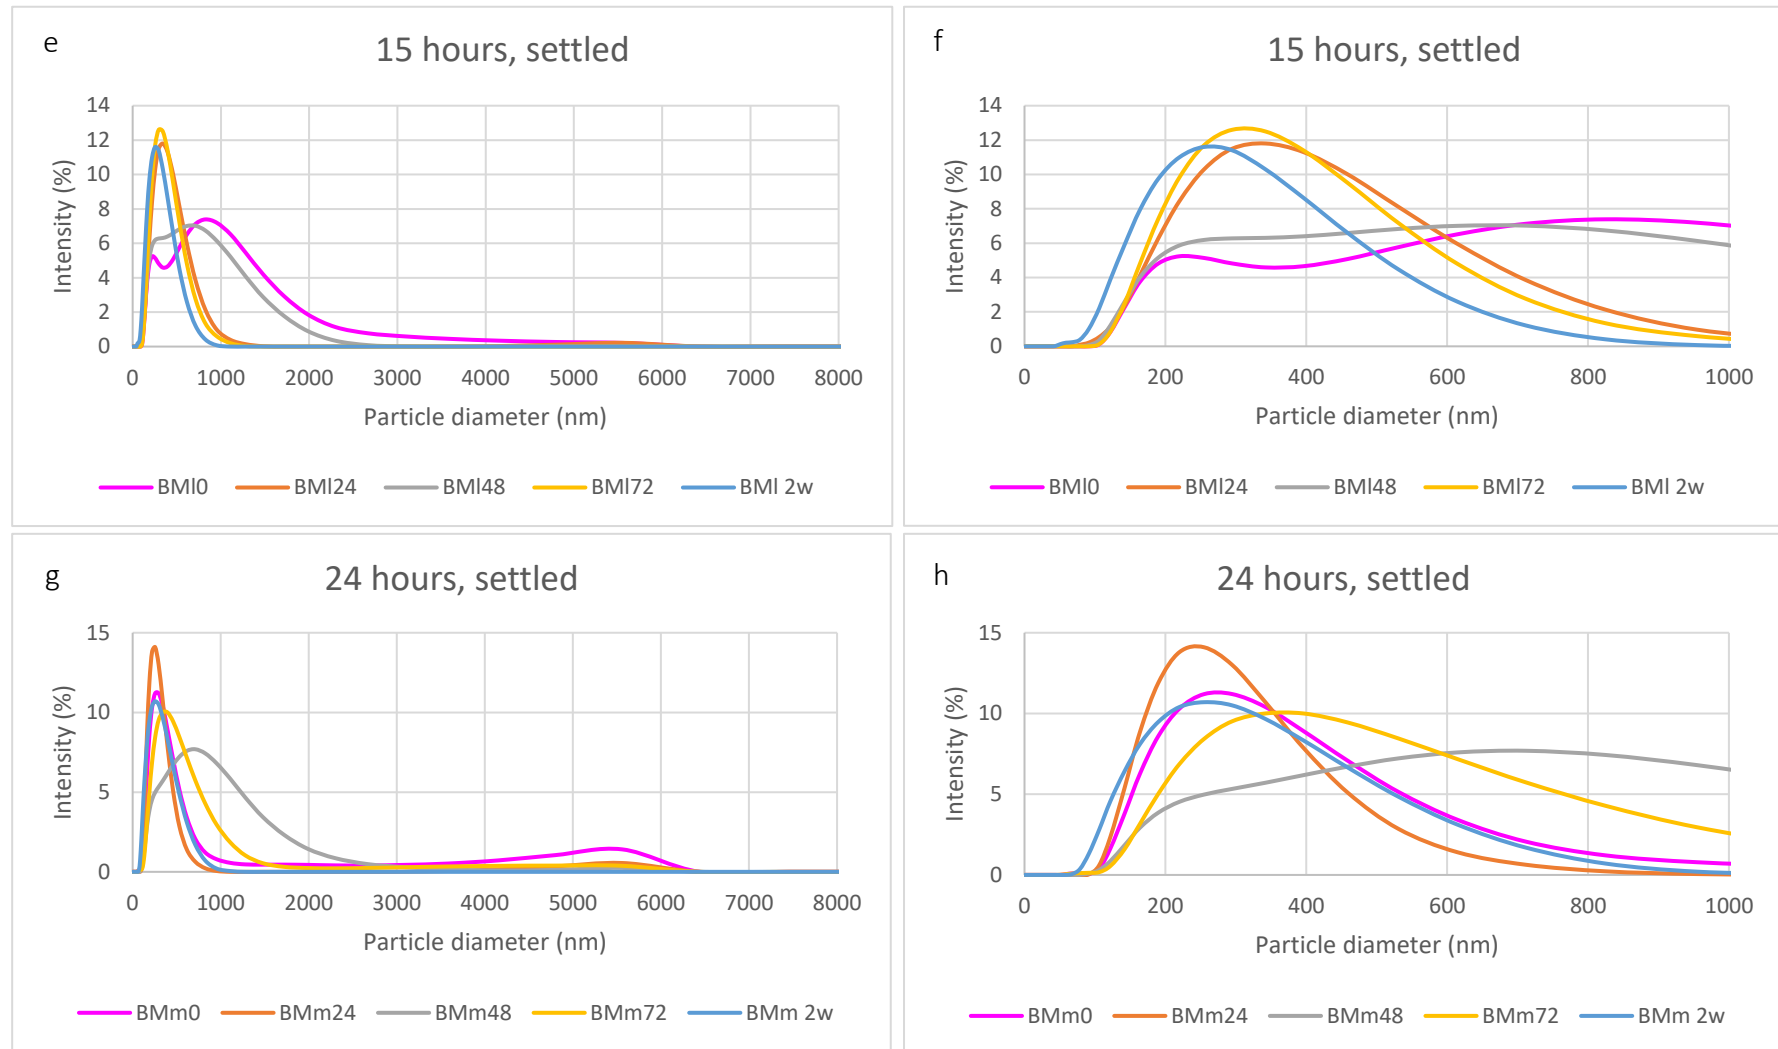 e
15 hours, settled
14
12
10
8
6
4
2
0
Intensity (%)
0 1000 2000 3000 4000 5000 6000 7000 8000
Particle diameter (nm)
BMl0 BMl24 BMl48 BMl72 BMl 2w
f
15 hours, settled
14
12
10
8
6
4
2
0
Intensity (%)
0 200 400 600 800 1000
Particle diameter (nm)
BMl0 BMl24 BMl48 BMl72 BMl 2w
g
24 hours, settled
15
10
5
0
Intensity (%)
0 1000 2000 3000 4000 5000 6000 7000 8000
Particle diameter (nm)
BMm0 BMm24 BMm48 BMm72 BMm 2w
h
24 hours, settled
15
10
5
0
Intensity (%)
0 200 400 600 800 1000
Particle diameter (nm)
BMm0 BMm24 BMm48 BMm72 BMm 2w